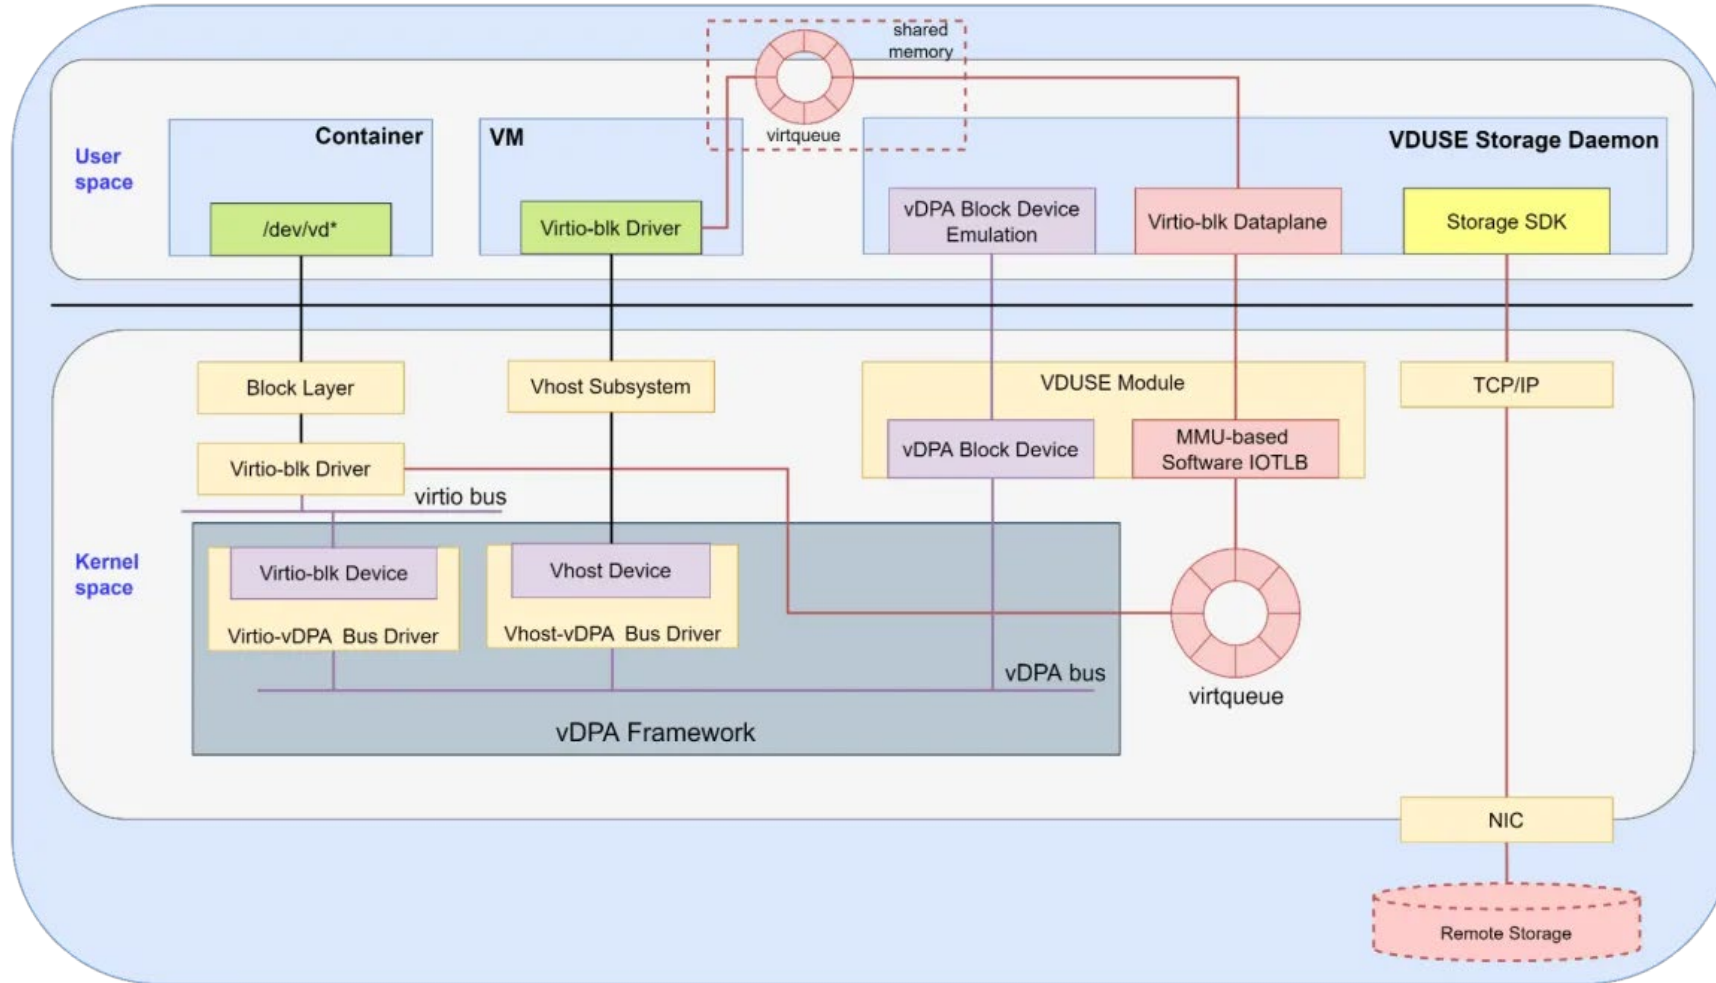 shared
memory
virtqueue
User
space
Container
/dev/vd*
VM
Virtio-blk Driver
VDUSE Storage Daemon
vDPA Block Device
Emulation
Virtio-blk Dataplane
Storage SDK
Kernel
space
Block Layer
Virtio-blk Driver
virtio bus
Vhost Subsystem
VDUSE Module
vDPA Block Device
MMU-based
Software IOTLB
TCP/IP
Virtio-blk Device
Virtio-vDPA Bus Driver
Vhost Device
Vhost-vDPA Bus Driver
vDPA bus
vDPA Framework
virtqueue
NIC
Remote Storage